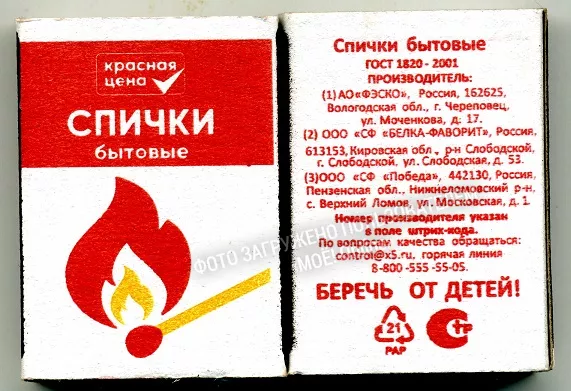 красная
цена
СПИЧКИ
бытовые
Спички бытовые
ГОСТ 1820 - 2001
ПРОИЗВОДИТЕЛЬ:
(1) АО«ФЭСКО», Россия, 162625,
Вологодская обл., г. Череповец,
ул. Моченкова, д. 17.
(2) ООО «СФ «БЕЛКА-ФАВОРИТ», Россия,
613153, Кировская обл., р-н Слободской,
г. Слободской, ул. Слободская, д. 53.
(3)ООО «СФ «Победа», 442130, Россия,
Пензенская обл., Нижнеломовский р-н,
с. Верхний Ломов, ул. Московская, д. 1.
Номер производителя указан
в поле штрих-кода.
По вопросам качества обращаться:
control@x5.ru, горячая линия
8-800 -555 -55-05.
БЕРЕЧЬ ОТ ДЕТЕЙ!
21
PAP
ФОТО ЗАГРУЖЕНО